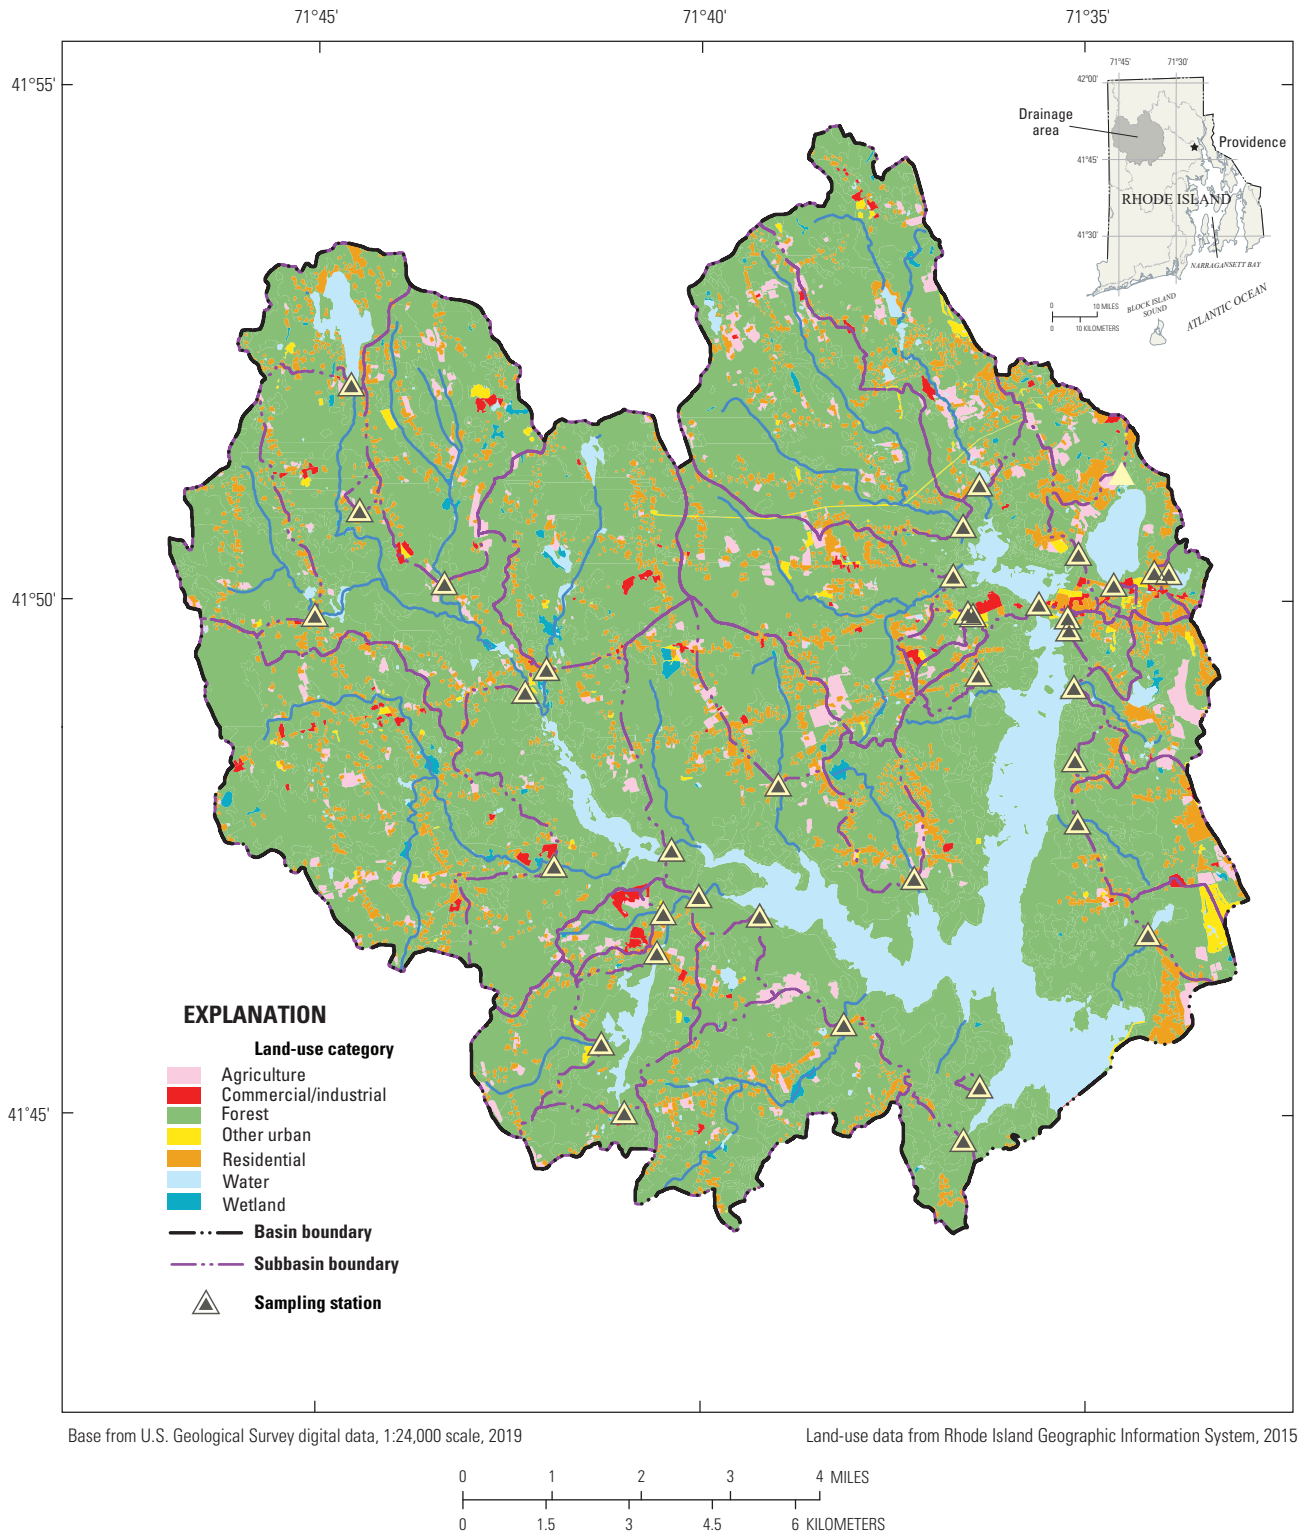 71°45' 71°40' 71°35'
41°55'
71°45' 71°30'
42°00'
Drainage
area
Providence
41°45'
RHODE ISLAND
41°30'
NARRAGANSETT BAY
0 10 MILES
0 10 KILOMETERS
BLOCK ISLAND
SOUND
ATLANTIC OCEAN
41°50'
41°45'
EXPLANATION
Land-use category
Agriculture
Commercial/industrial
Forest
Other urban
Residential
Water
Wetland
Basin boundary
Subbasin boundary
Sampling station
Base from U.S. Geological Survey digital data, 1:24,000 scale, 2019
Land-use data from Rhode Island Geographic Information System, 2015
0 1 2 3 4 MILES
0 1.5 3 4.5 6 KILOMETERS